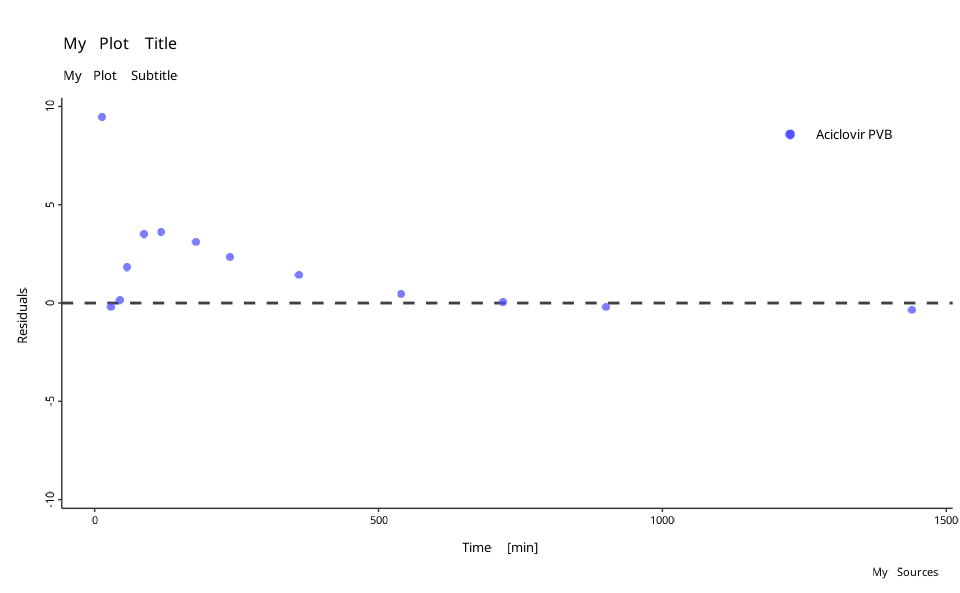 My Plot Title
My Plot Subtitle
10
5
0
-5
-10
Residuals
Aciclovir PVB
0 500 1000 1500
Time [min]
My Sources